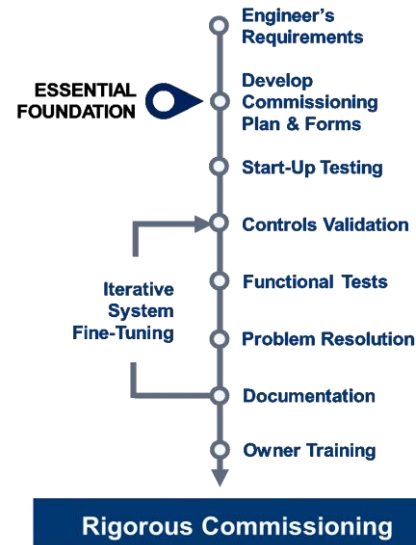 Engineer's
Requirements
ESSENTIAL
FOUNDATION
Develop
Commissioning
Plan & Forms
Start-Up Testing
Controls Validation
Iterative
System
Fine-Tuning
Functional Tests
Problem Resolution
Documentation
Owner Training
Rigorous Commissioning